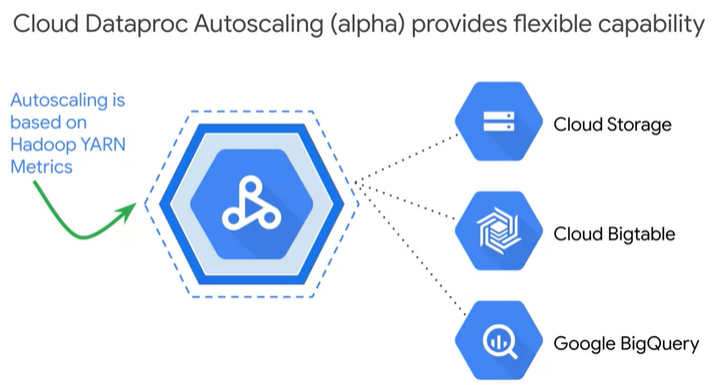 Cloud Dataproc Autoscaling (alpha) provides flexible capability
Autoscaling is
based on
Hadoop YARN
Metrics
Cloud Storage
Cloud Bigtable
Google BigQuery